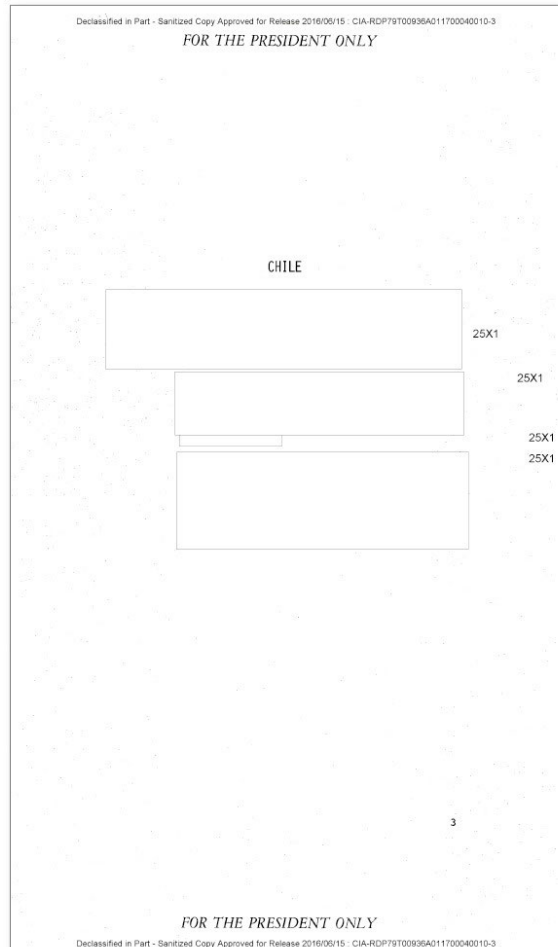 Declassified in Part - Sanitized Copy Approved for Release 2016/06/15 : CIA-RDP79T00936A011700040010-3
FOR THE PRESIDENT ONLY
CHILE
25X1
25X1
25X1
25X1
3
FOR THE PRESIDENT ONLY
Declassified in Part - Sanitized Copy Approved for Release 2016/06/15 : CIA-RDP79T00936A011700040010-3